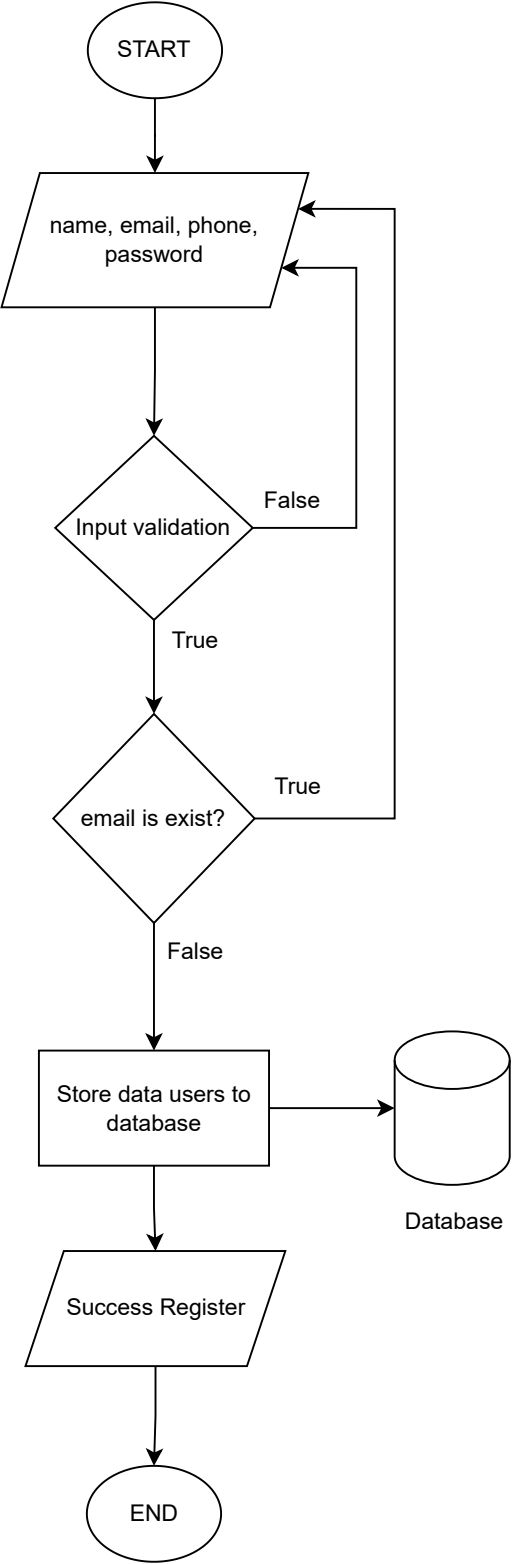 START
name, email, phone,
password
Input validation
False
True
email is exist?
True
False
Store data users to
database
Database
Success Register
END